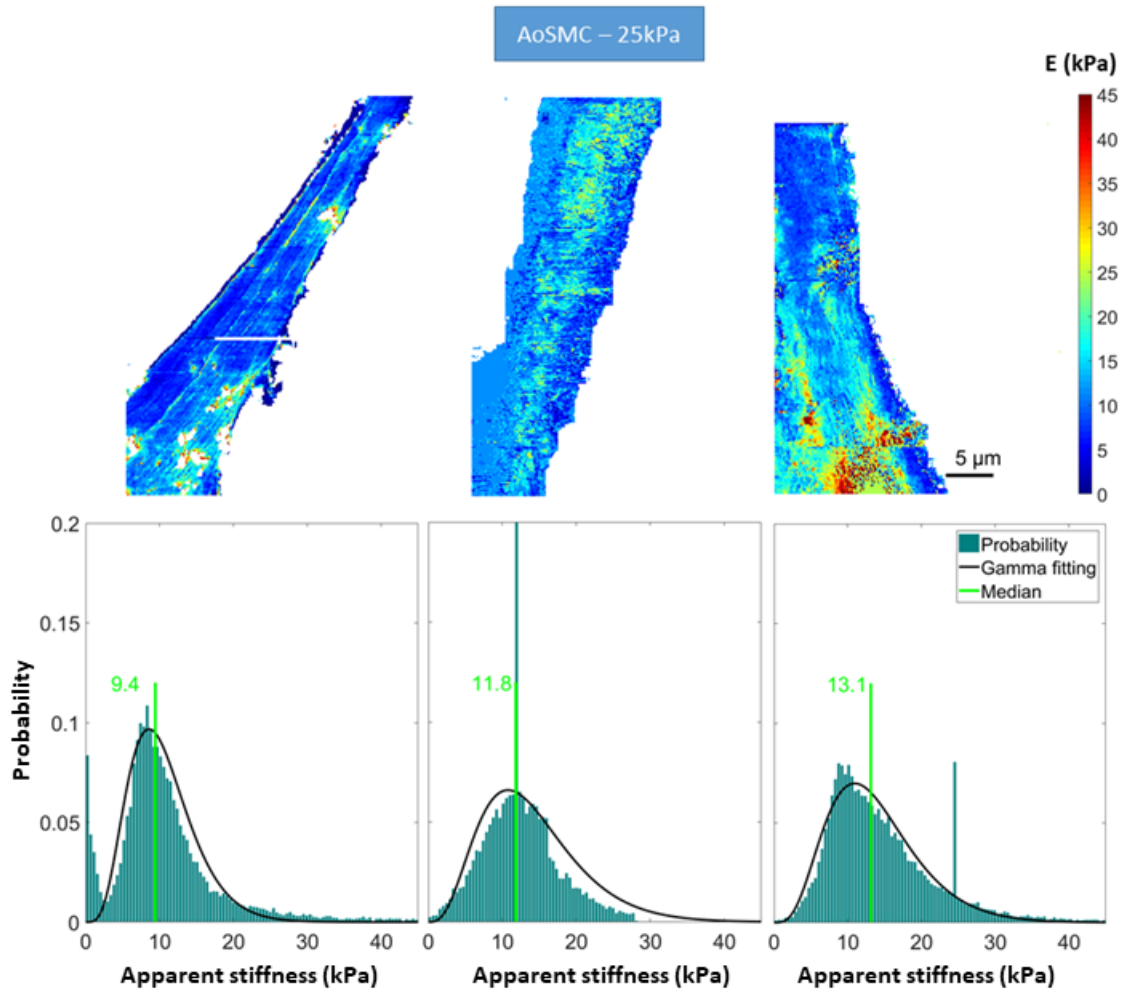 AoSMC – 25kPa
E (kPa)
45
40
35
30
25
20
15
10
5
0
5 µm
0.2
0.15
0.1
0.05
0
Probability
9.4
11.8
13.1
Probability
Gamma fitting
Median
0 10 20 30 40
0 10 20 30 40
0 10 20 30 40
Apparent stiffness (kPa)
Apparent stiffness (kPa)
Apparent stiffness (kPa)